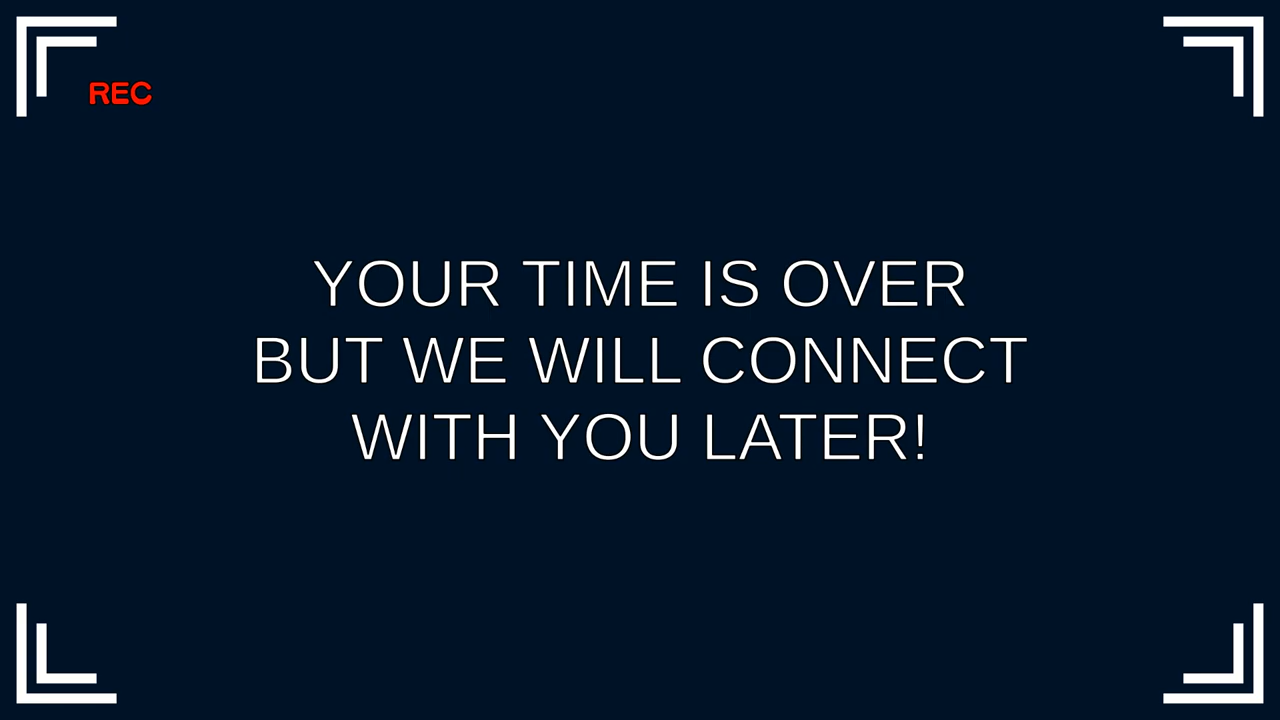 REC
YOUR TIME IS OVER
BUT WE WILL CONNECT
WITH YOU LATER!